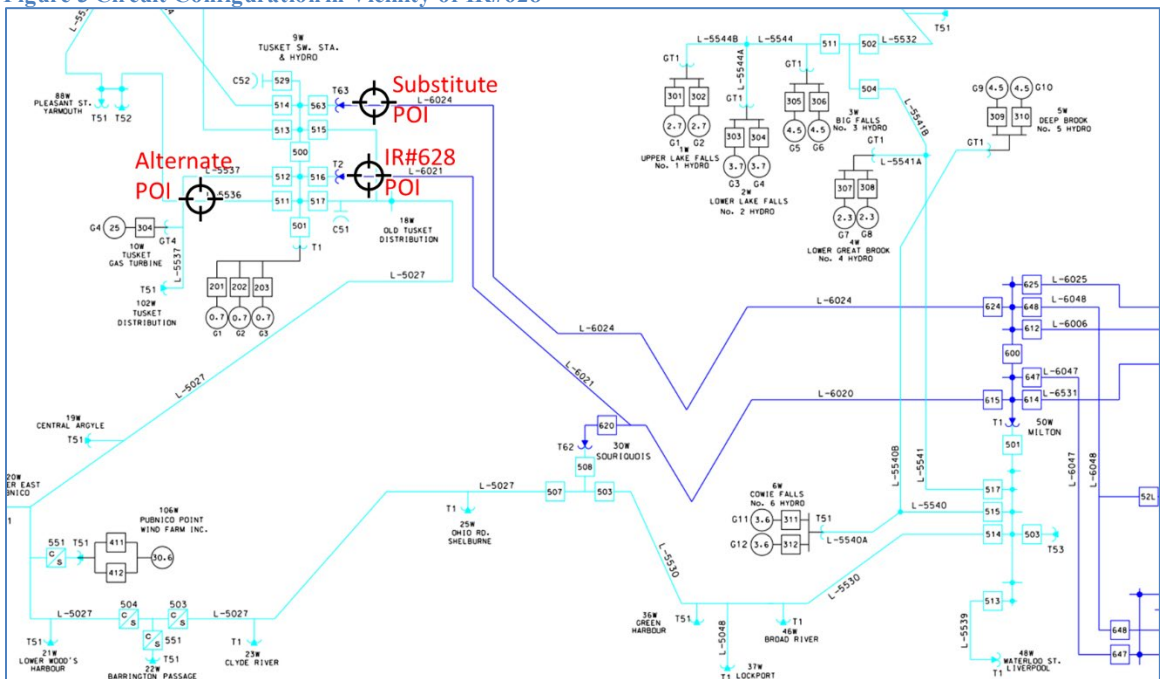 Figure 3 Circuit Configuration in Vicinity of IR#628
9W
TUSKET SW. STA.
& HYDRO
C52
529
88W
PLEASANT ST.
YARMOUTH
T51 T52
514
563
T63
L-6024
Substitute
POI
513
515
500
Alternate
POI
L-5537
L-5536
512
516
T2
L-6021
IR#628
POI
511
517
C51
501
T1
18W
OLD TUSKET
DISTRIBUTION
G4 25 304
GT4
10W
TUSKET
GAS TURBINE
L-5537
T51
102W
TUSKET
DISTRIBUTION
201 202 203
0.7 0.7 0.7
G1 G2 G3
L-5027
L-5027
L-6024
L-6024
L-6021
L-6020
T51
L-5544B
L-5544
L-5544A
511
502
L-5532
504
GT1
301 302
2.7 2.7
G1 G2
1W
UPPER LAKE FALLS
No. 1 HYDRO
GT1
303 304
3.7 3.7
G3 G4
2W
LOWER LAKE FALLS
No. 2 HYDRO
GT1
305 306
4.5 4.5
G5 G6
3W
BIG FALLS
No. 3 HYDRO
L-5541B
GT1
L-5541A
307 308
2.3 2.3
G7 G8
4W
LOWER GREAT BROOK
No. 4 HYDRO
G9 4.5 4.5 G10
309 310
GT1
5W
DEEP BROOK
No. 5 HYDRO
625
L-6025
624
648
L-6048
612
L-6006
600
647
L-6047
615
614
L-6531
T1
50W
MILTON
501
L-6047
L-6048
L-5540B
L-5541
517
515
514
503
T53
513
L-5539
48W
WATERLOO ST.
LIVERPOOL
T1
52L
648
647
6W
COWIE FALLS
No. 6 HYDRO
G11 3.6 311
G12 3.6 312
T51
L-5540A
L-5540
L-5530
L-5530
620
T62
30W
SOURIQUOIS
508
507
503
19W
CENTRAL ARGYLE
T51
106W
PUBNICO POINT
WIND FARM INC.
551
C S
T51
411
412
30.6
L-5027
T1
25W
OHIO RD.
SHELBURNE
L-5027
504
C S
503
C S
L-5027
551
C S
T51
T51
21W
LOWER WOOD'S
HARBOUR
22W
BARRINGTON PASSAGE
T1
23W
CLYDE RIVER
36W
GREEN
HARBOUR
T51
L-5048
T1
37W
LOCKPORT
T1
46W
BROAD RIVER